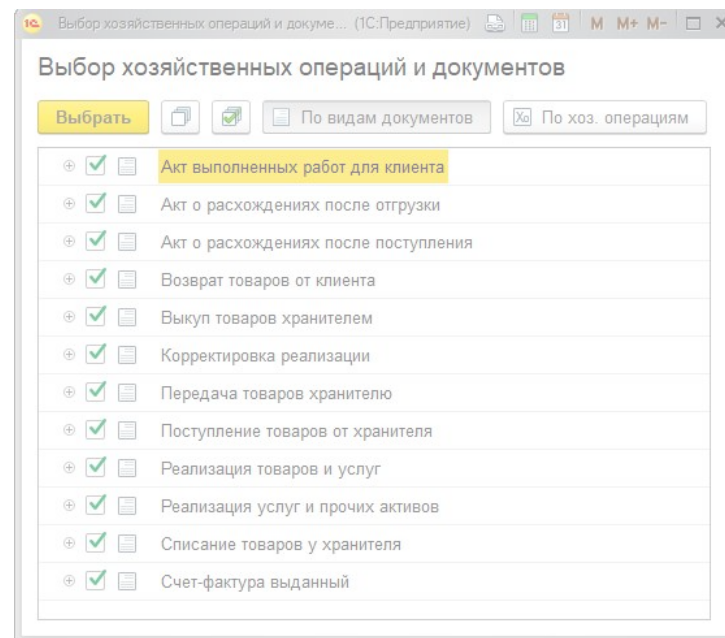 1С Выбор хозяйственных операций и докуме... (1С:Предприятие) 31 M M+ M-
Выбор хозяйственных операций и документов
Выбрать По видам документов Хо По хоз. операциям
Акт выполненных работ для клиента
Акт о расхождениях после отгрузки
Акт о расхождениях после поступления
Возврат товаров от клиента
Выкуп товаров хранителем
Корректировка реализации
Передача товаров хранителю
Поступление товаров от хранителя
Реализация товаров и услуг
Реализация услуг и прочих активов
Списание товаров у хранителя
Счет-фактура выданный